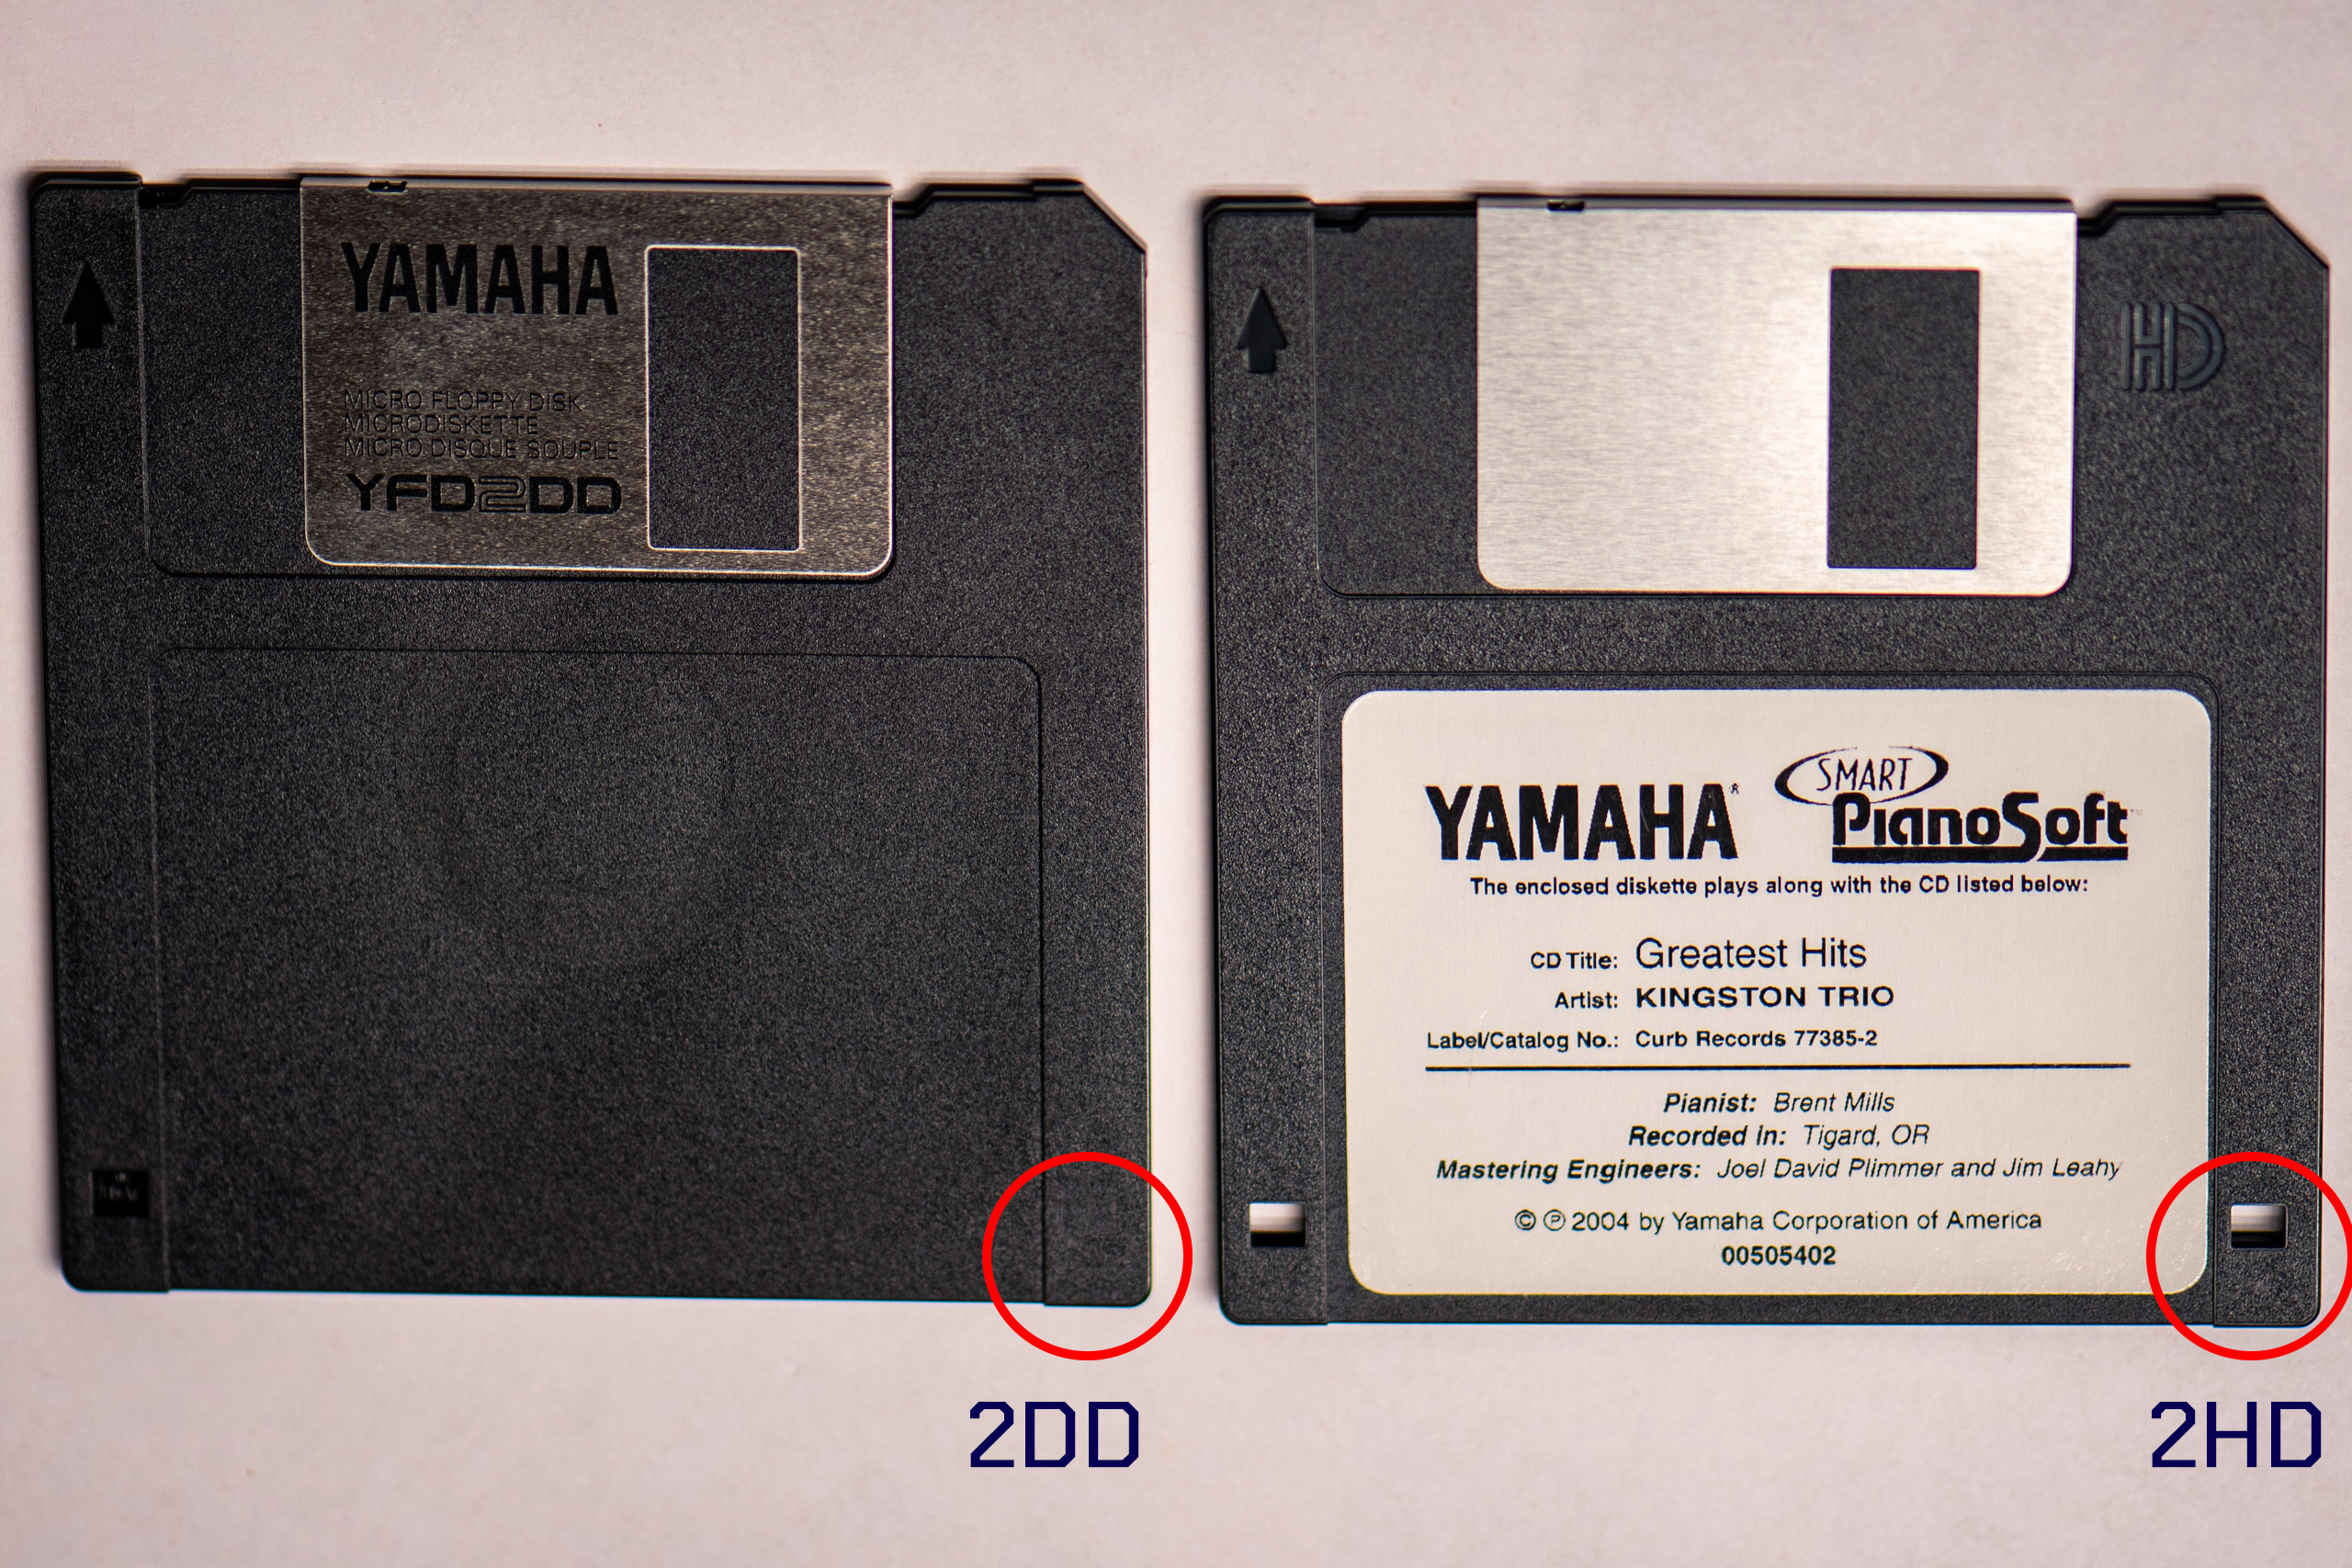 YAMAHA
MICRO FLOPPY DISK
MICRODISKETTE
MICRO DISQUE SOUPLE
YFD2DD
HD
YAMAHA® SMART PianoSoft™
The enclosed diskette plays along with the CD listed below:
CD Title: Greatest Hits
Artist: KINGSTON TRIO
Label/Catalog No.: Curb Records 77385-2
Pianist: Brent Mills
Recorded in: Tigard, OR
Mastering Engineers: Joel David Plimmer and Jim Leahy
© ℗ 2004 by Yamaha Corporation of America
00505402
2DD
2HD